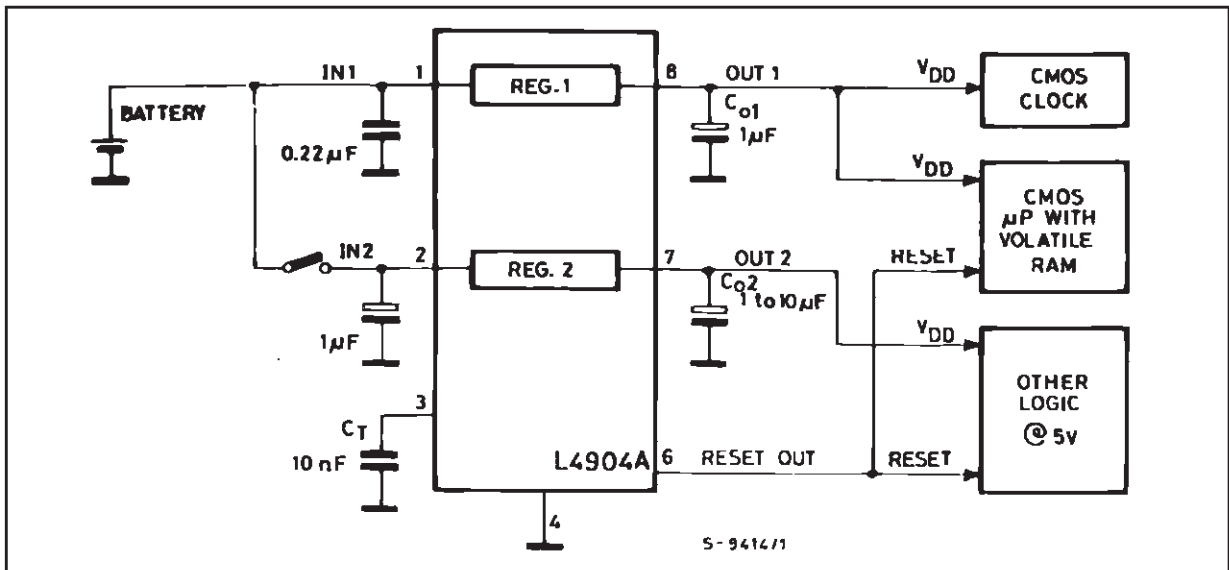 BATTERY
IN1
1
0.22µF
REG. 1
8
OUT 1
Co1
1µF
VDD
CMOS
CLOCK
VDD
CMOS
µP WITH
VOLATILE
RAM
RESET
IN2
2
1µF
REG. 2
7
OUT 2
Co2
1 to 10µF
VDD
OTHER
LOGIC
@ 5V
3
CT
10 nF
L4904A
6
RESET OUT
RESET
4
S-9414/1